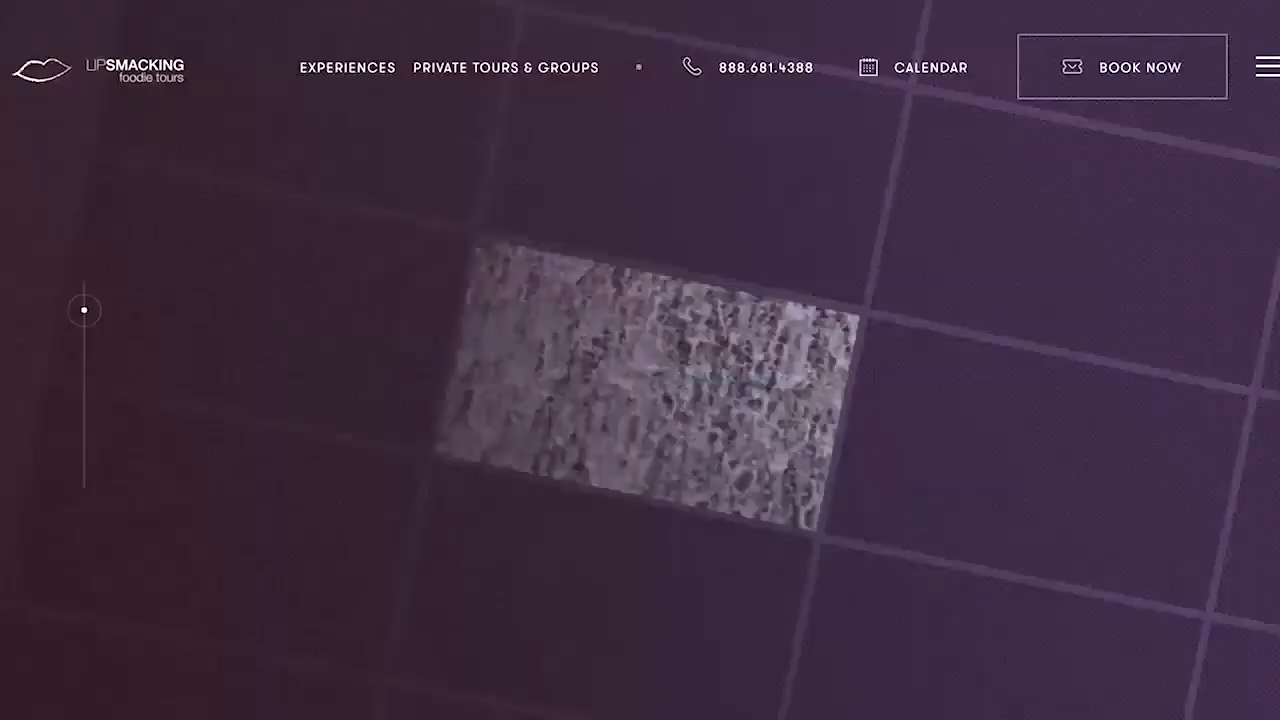 LIPSMACKING
foodie tours
EXPERIENCES
PRIVATE TOURS & GROUPS
888.681.4388
CALENDAR
BOOK NOW